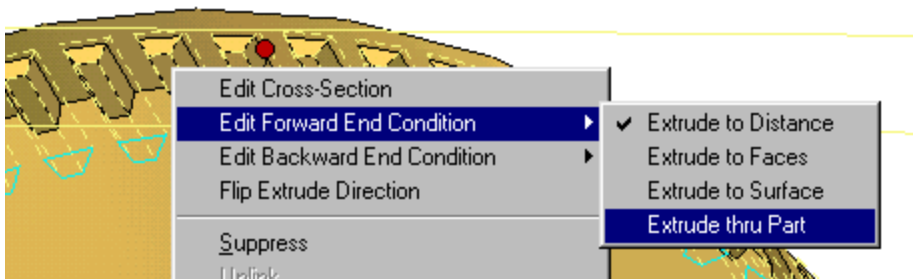 Edit Cross-Section
Edit Forward End Condition
Edit Backward End Condition
Flip Extrude Direction
Suppress
Unlink
Extrude to Distance
Extrude to Faces
Extrude to Surface
Extrude thru Part